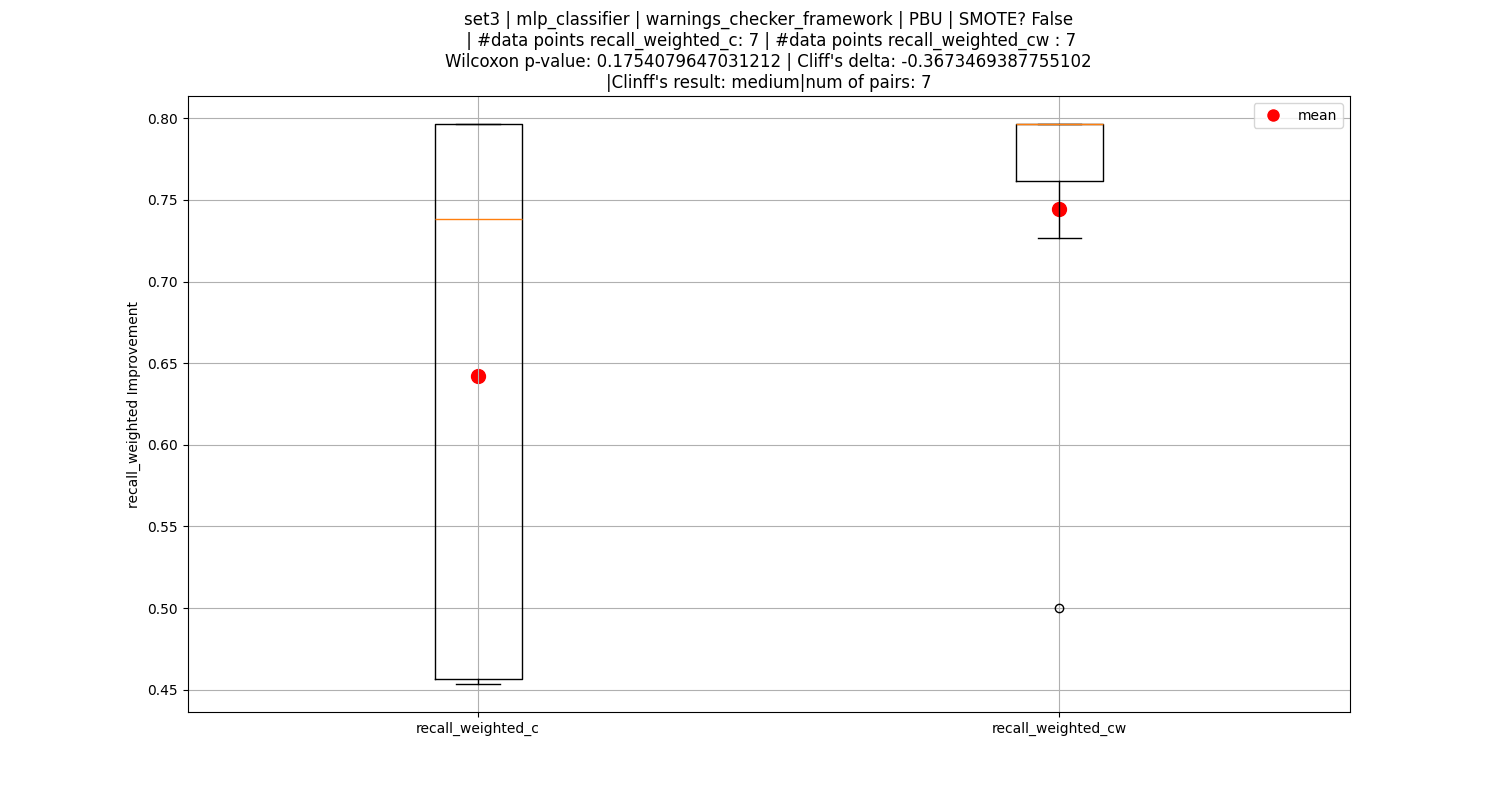 set3 | mlp_classifier | warnings_checker_framework | PBU | SMOTE? False
| #data points recall_weighted_c: 7 | #data points recall_weighted_cw : 7
Wilcoxon p-value: 0.1754079647031212 | Cliff's delta: -0.3673469387755102
|Clinff's result: medium|num of pairs: 7
mean
0.80
0.75
0.70
0.65
0.60
0.55
0.50
0.45
recall_weighted Improvement
recall_weighted_c
recall_weighted_cw